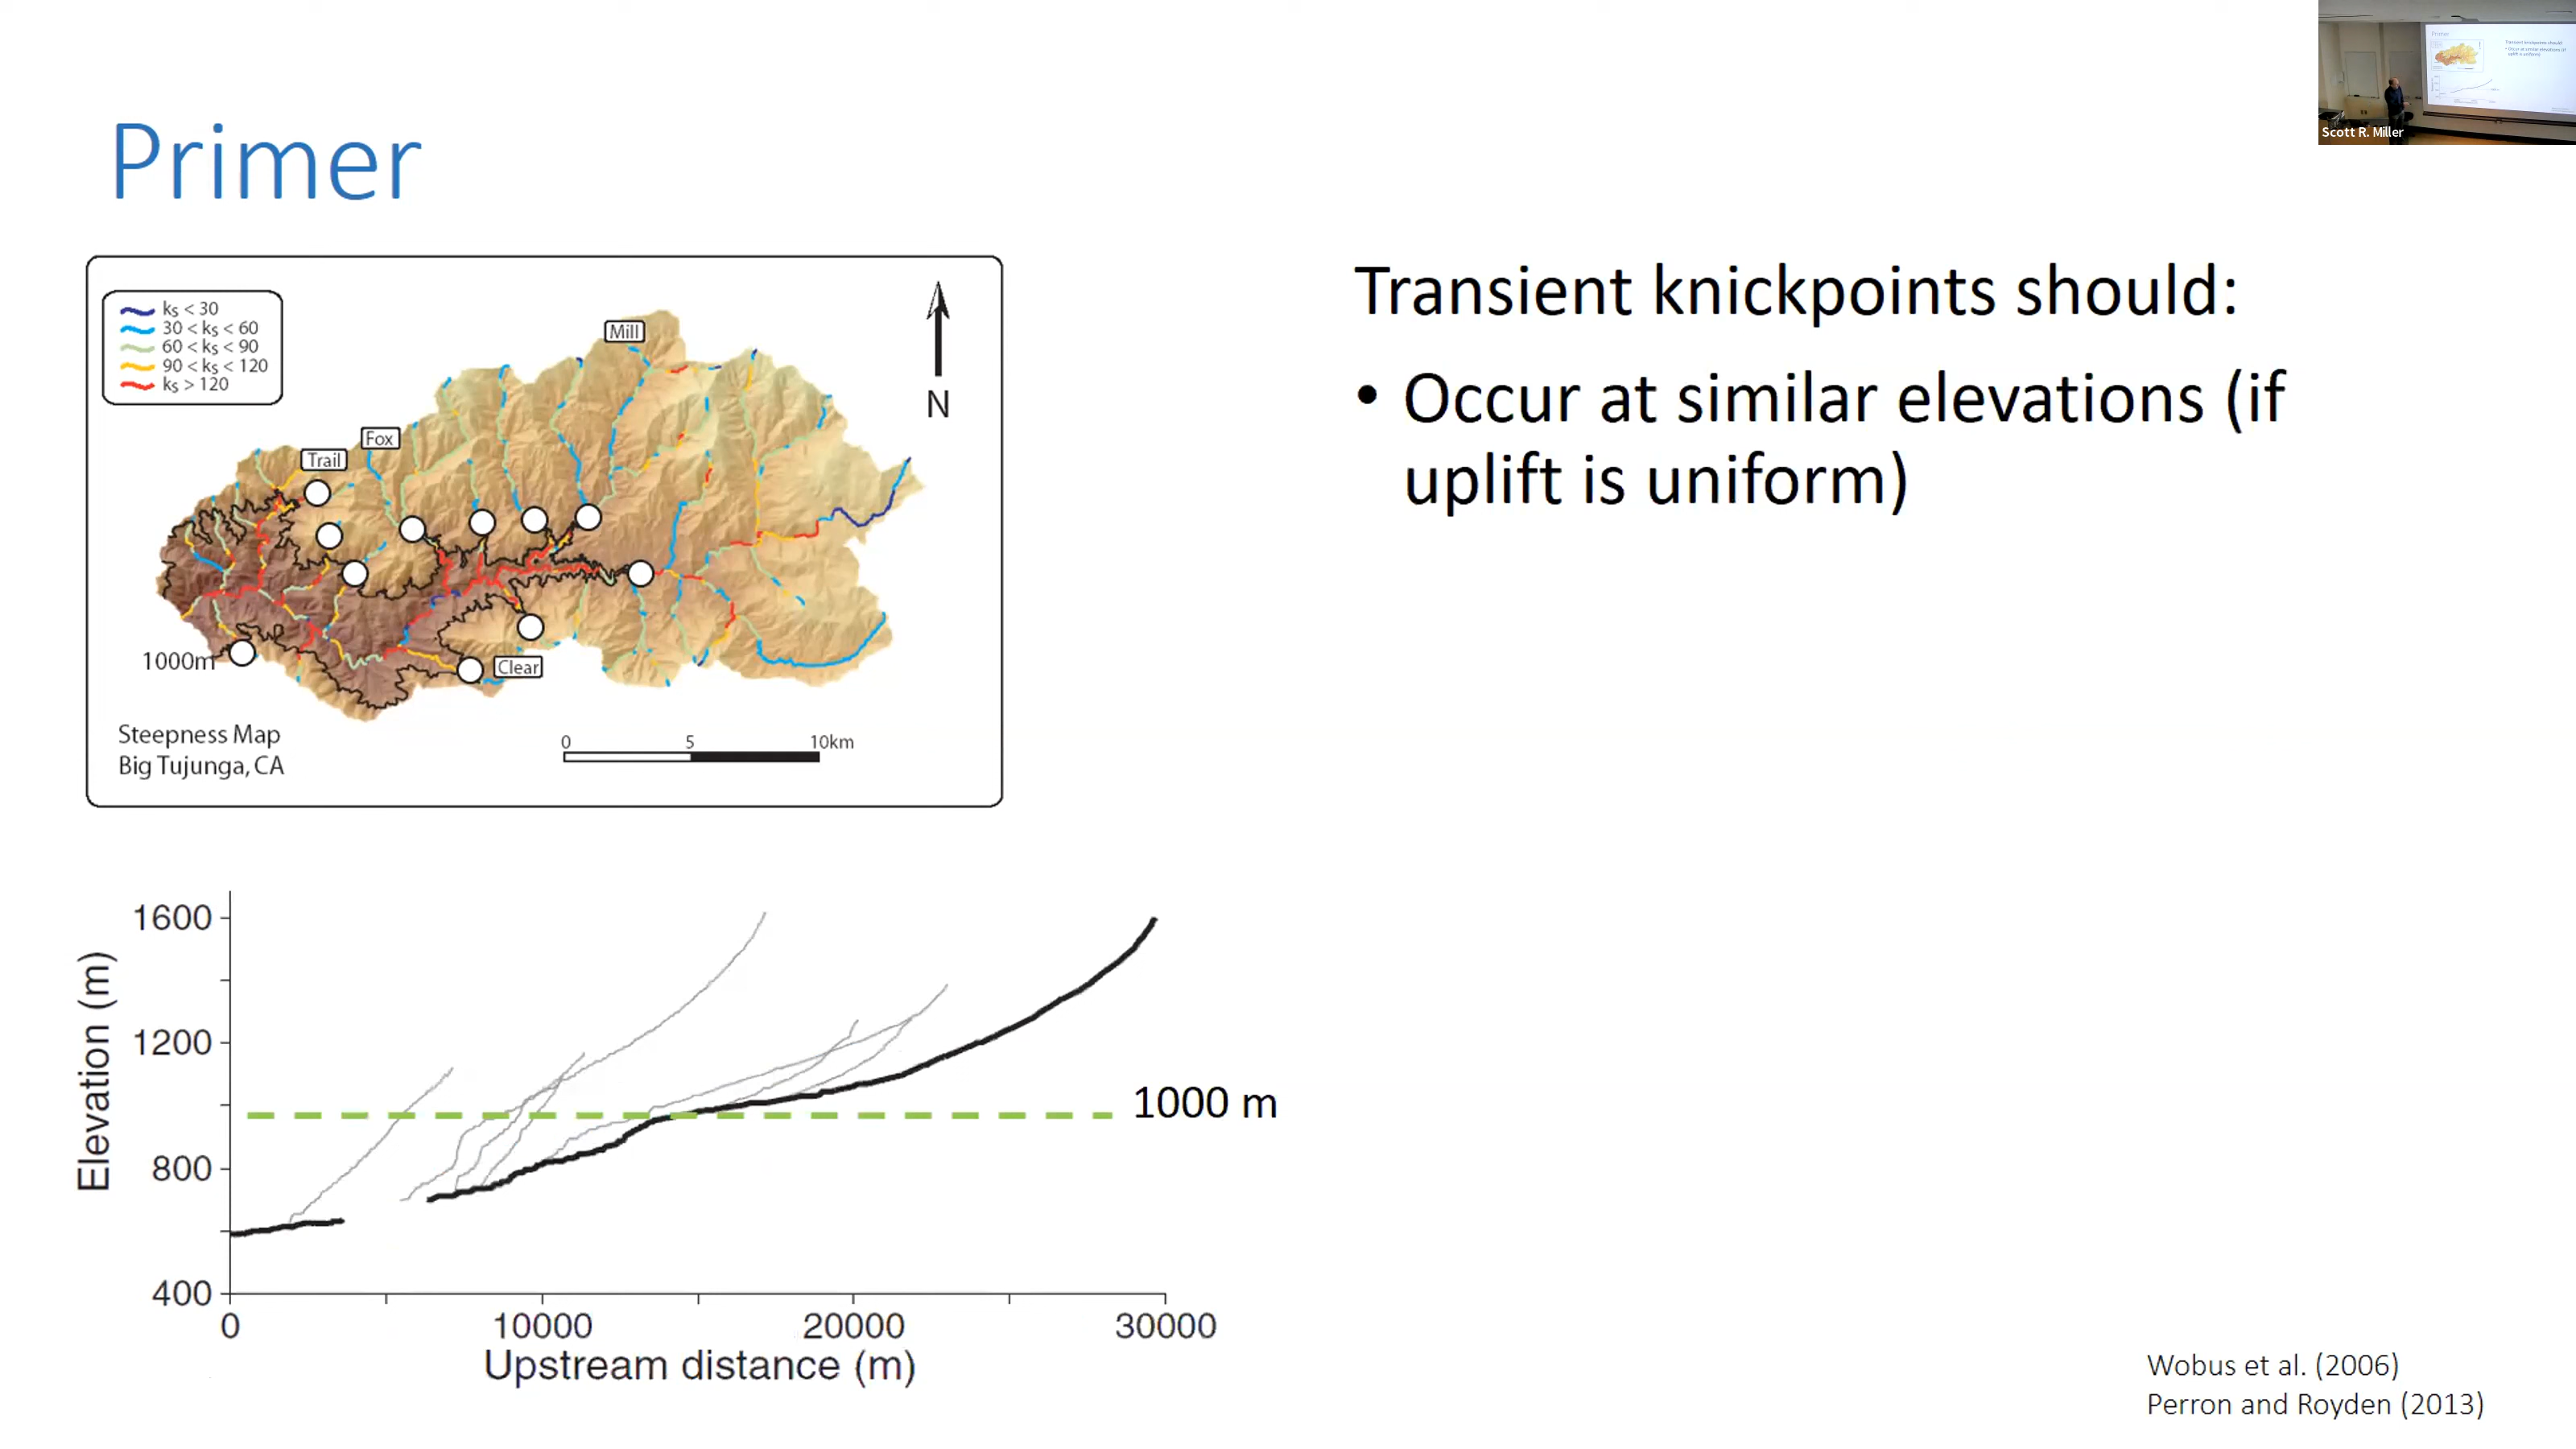 Scott R. Miller
Primer
Transient knickpoints should:
• Occur at similar elevations (if
uplift is uniform)
ks < 30
30 < ks < 60
60 < ks < 90
90 < ks < 120
ks > 120
N
Mill
Fox
Trail
1000m
Clear
Steepness Map
Big Tujunga, CA
0 5 10km
1600
1200
800
400
Elevation (m)
1000 m
0 10000 20000 30000
Upstream distance (m)
Wobus et al. (2006)
Perron and Royden (2013)